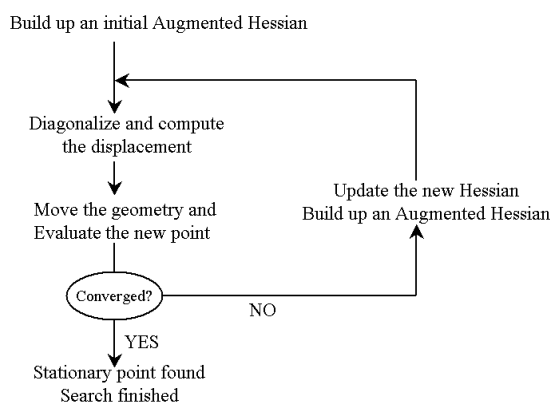 Build up an initial Augmented Hessian
Diagonalize and compute
the displacement
Move the geometry and
Evaluate the new point
Update the new Hessian
Build up an Augmented Hessian
Converged?
NO
YES
Stationary point found
Search finished